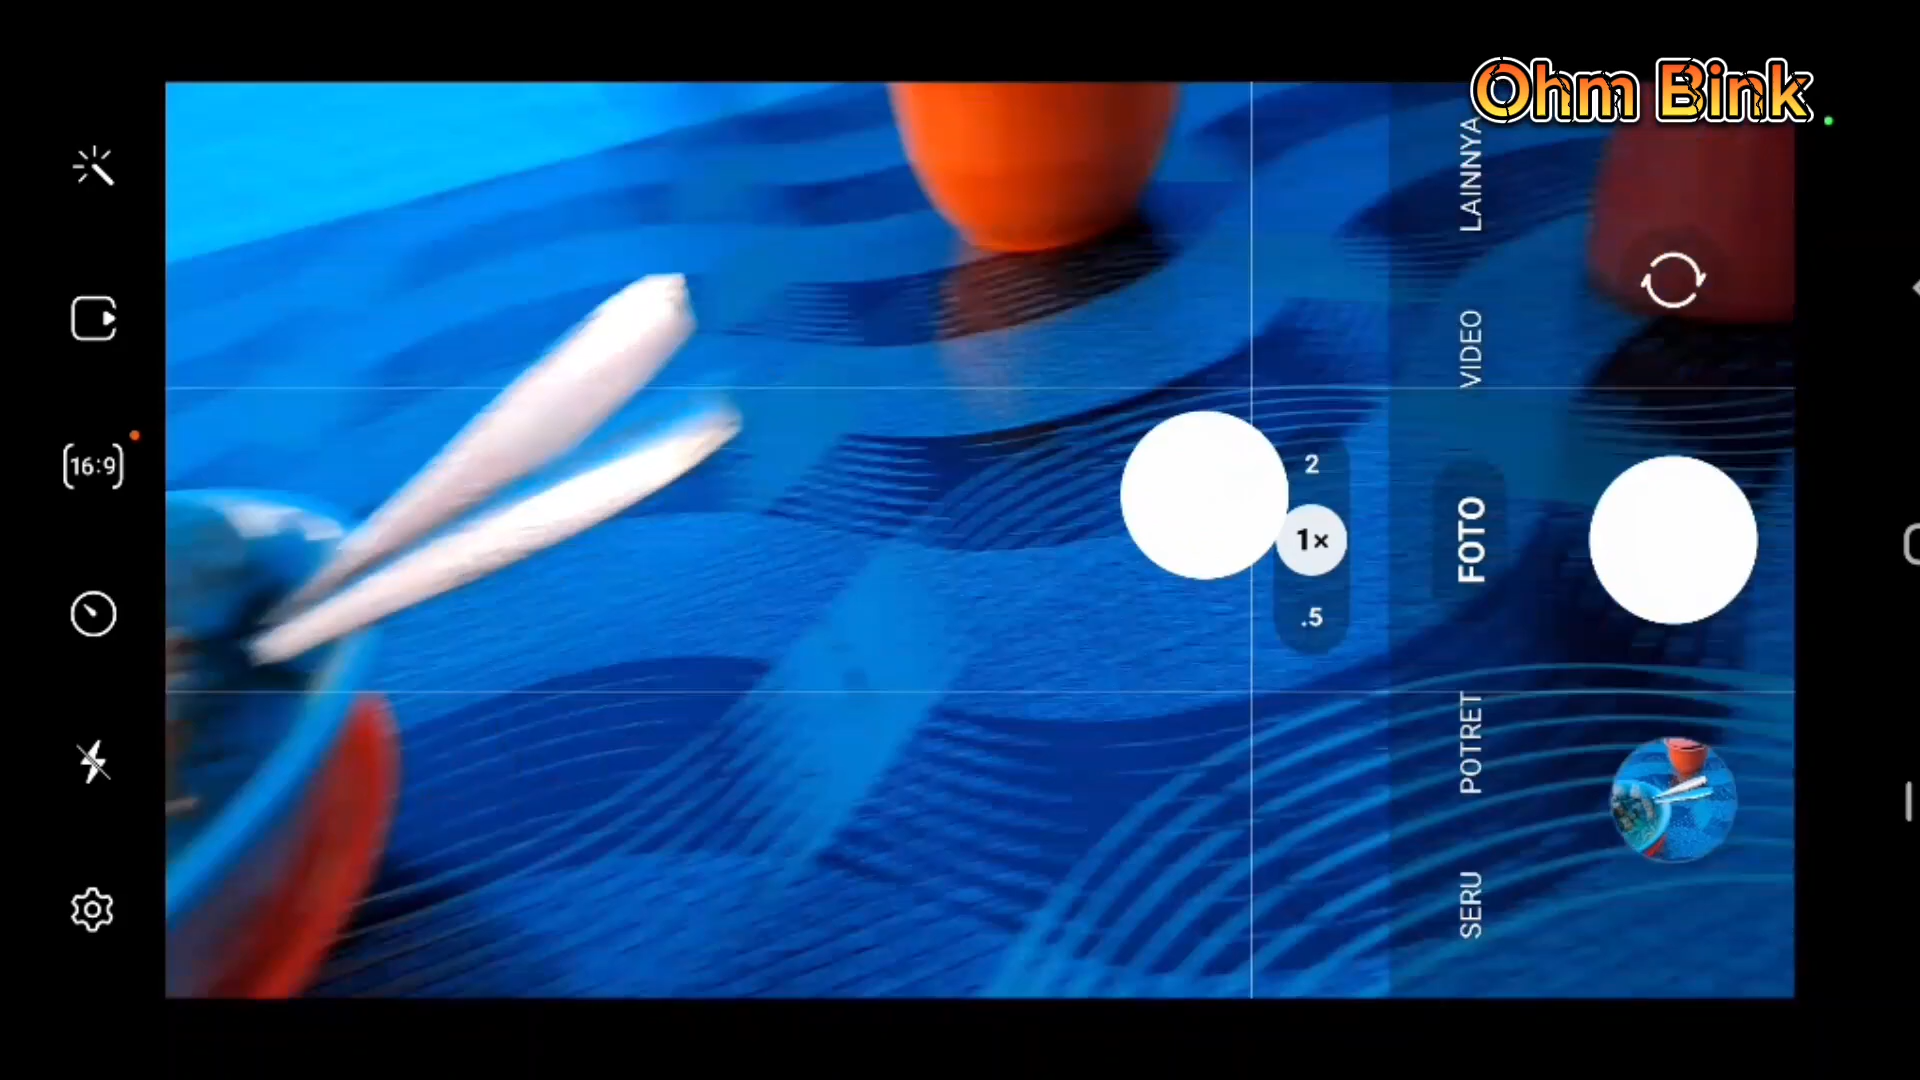 Ohm Bink
LAINNYA
VIDEO
FOTO
POTRET
SERU
16:9
2
1×
.5